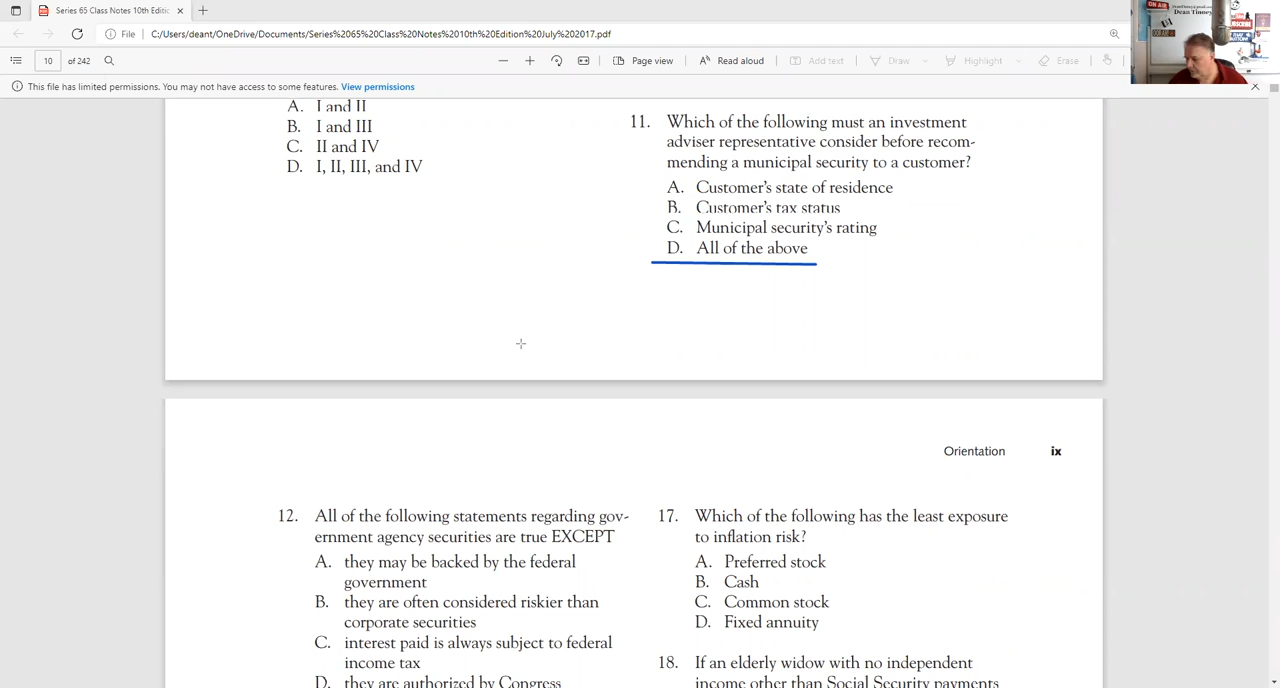 Series 65 Class Notes 10th Editic
File
C:/Users/deant/OneDrive/Documents/Series%2065%20Class%20Notes%2010th%20Edition%20July%202017.pdf
10 of 242
Page view
Read aloud
Add text
Draw
Highlight
Erase
This file has limited permissions. You may not have access to some features. View permissions
ON AIR
Dean Tinney
A. I and II
B. I and III
C. II and IV
D. I, II, III, and IV
11. Which of the following must an investment
adviser representative consider before recom-
mending a municipal security to a customer?
A. Customer's state of residence
B. Customer's tax status
C. Municipal security's rating
D. All of the above
Orientation ix
12. All of the following statements regarding gov-
ernment agency securities are true EXCEPT
A. they may be backed by the federal
government
B. they are often considered riskier than
corporate securities
C. interest paid is always subject to federal
income tax
D. they are authorized by Congress
17. Which of the following has the least exposure
to inflation risk?
A. Preferred stock
B. Cash
C. Common stock
D. Fixed annuity
18. If an elderly widow with no independent
income other than Social Security payments